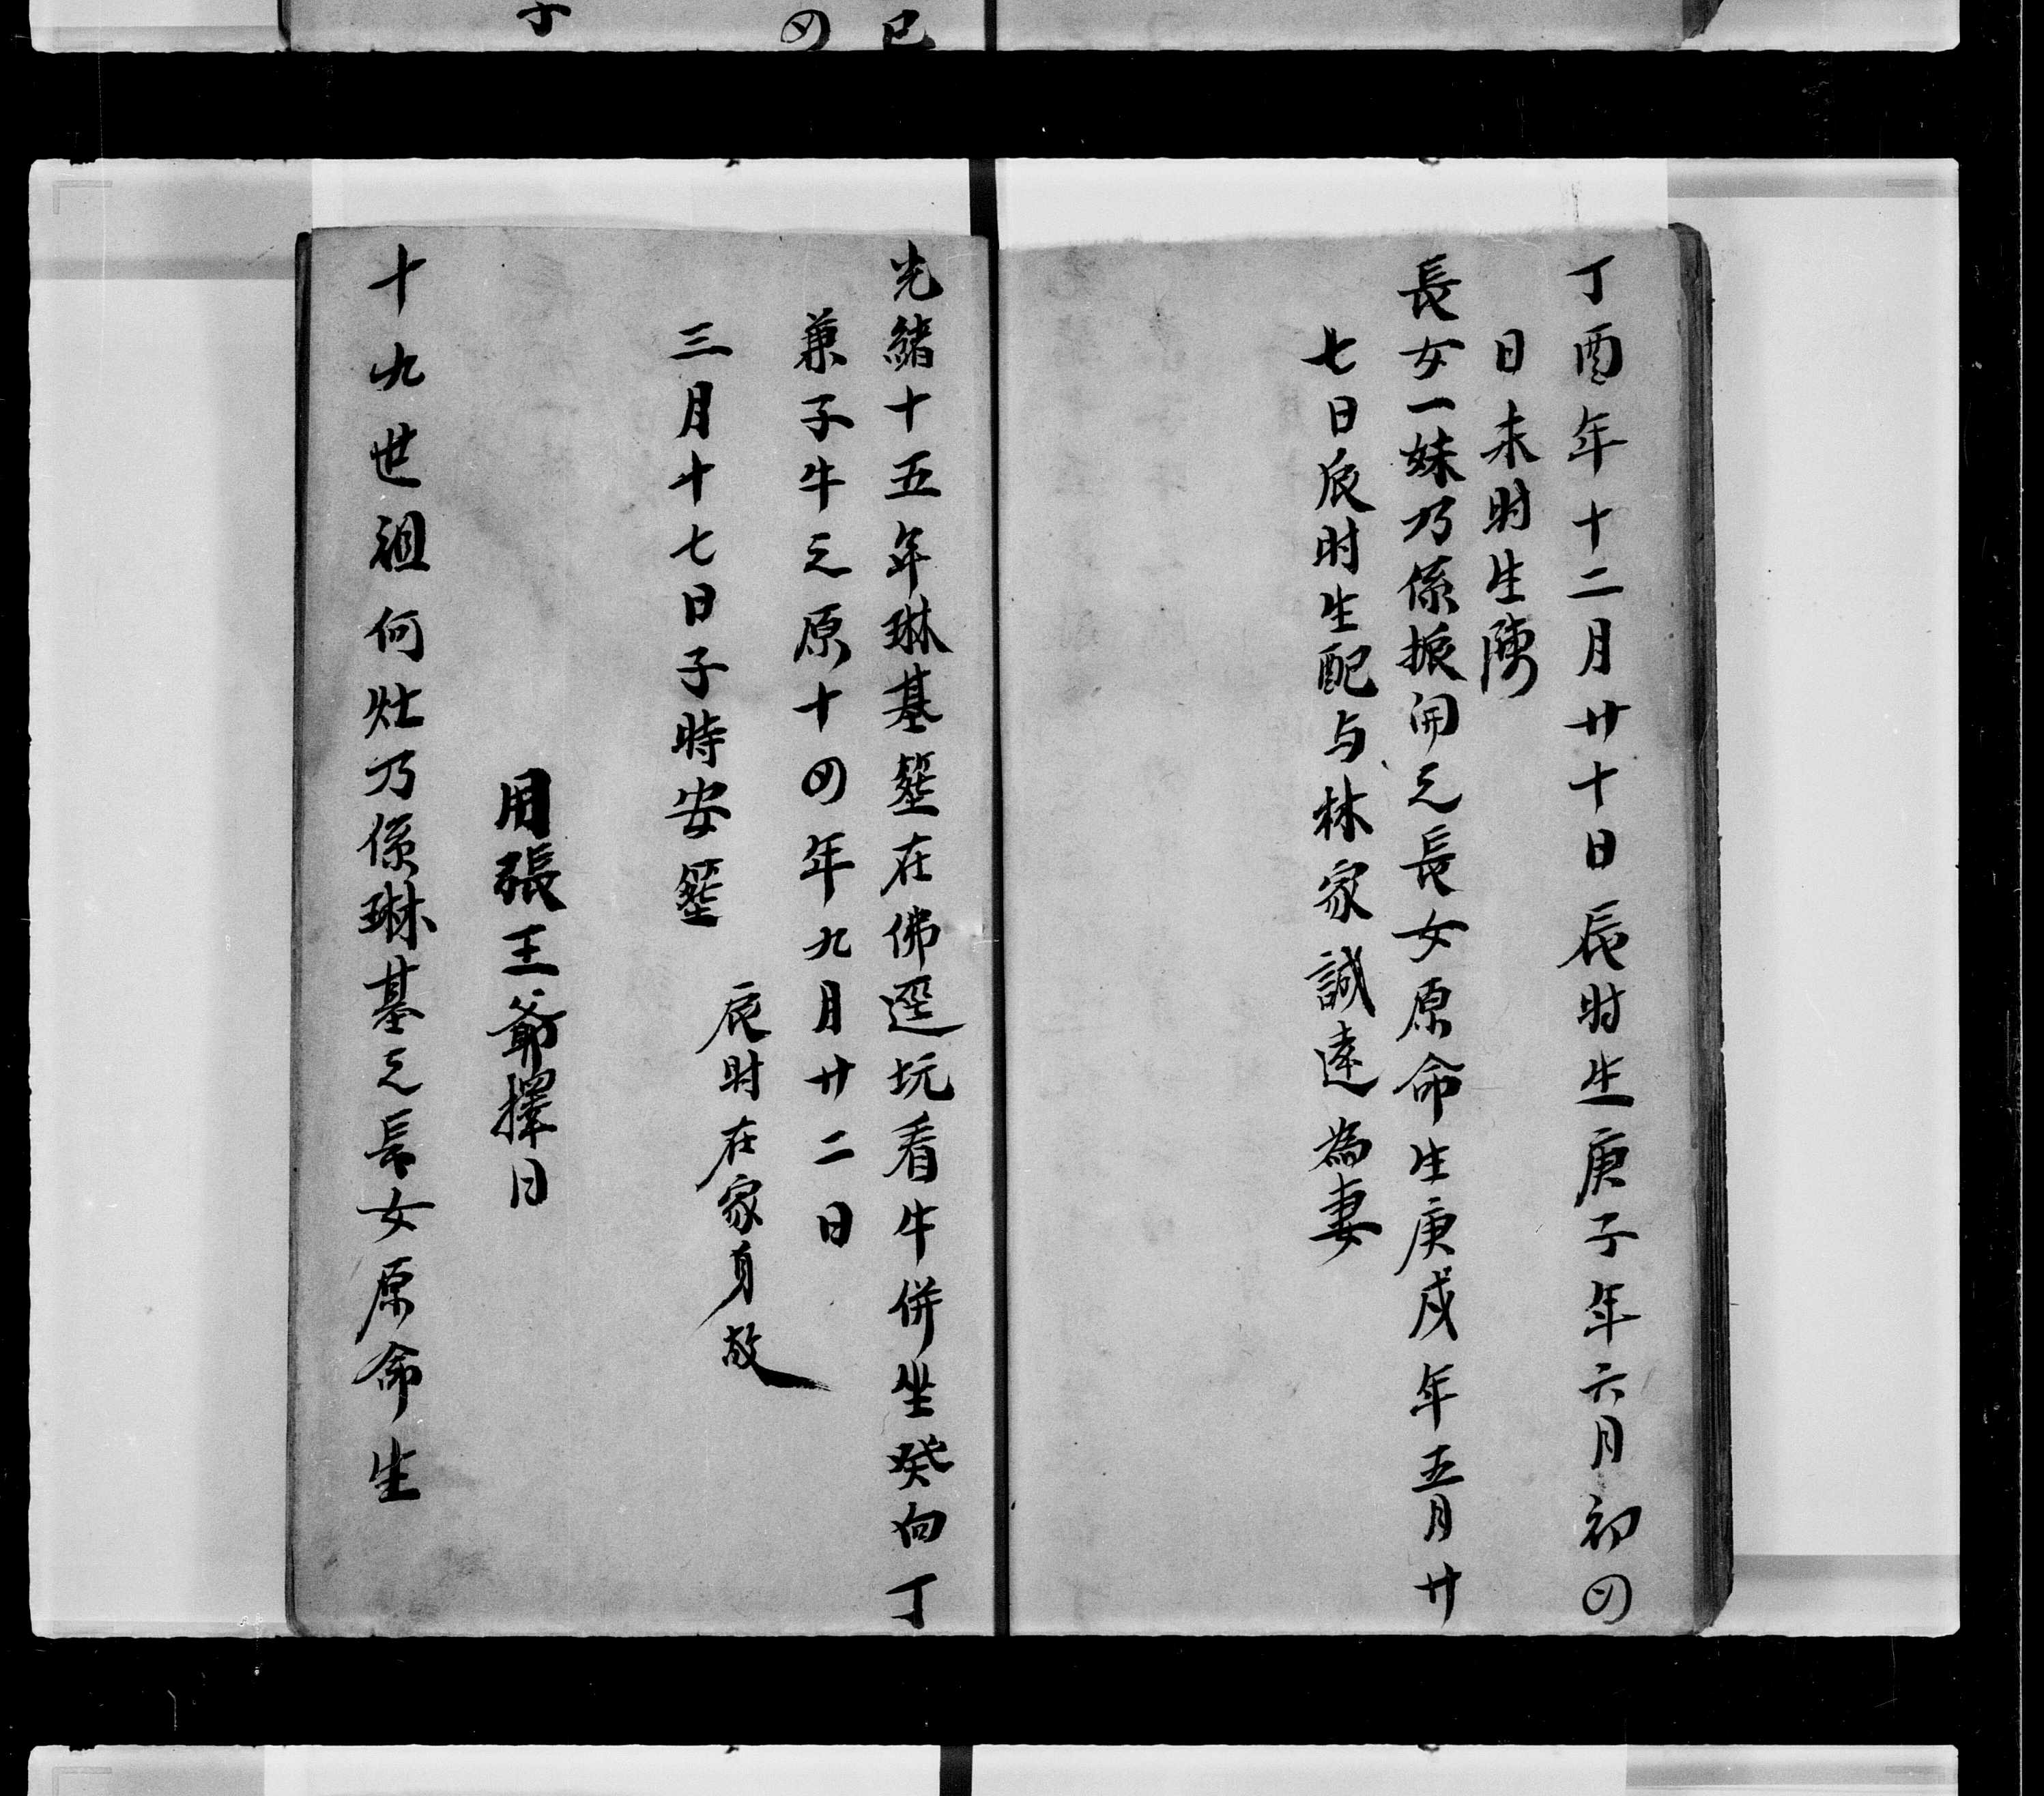 丁酉年十二月廿十日辰时生庚子年六月初四
日未时生陳
長女一妹乃係振開之長女原命生庚戍年五月廿
七日辰时生配与林家誠遠為妻
光緒十五年琳基塟在佛逕坑看牛併坐癸向丁
兼子牛之原十四年九月廿二日
辰时在家身故
三月十七日子時安塟
用張王爺擇日
十九世祖何灶乃係琳基之長女原命生